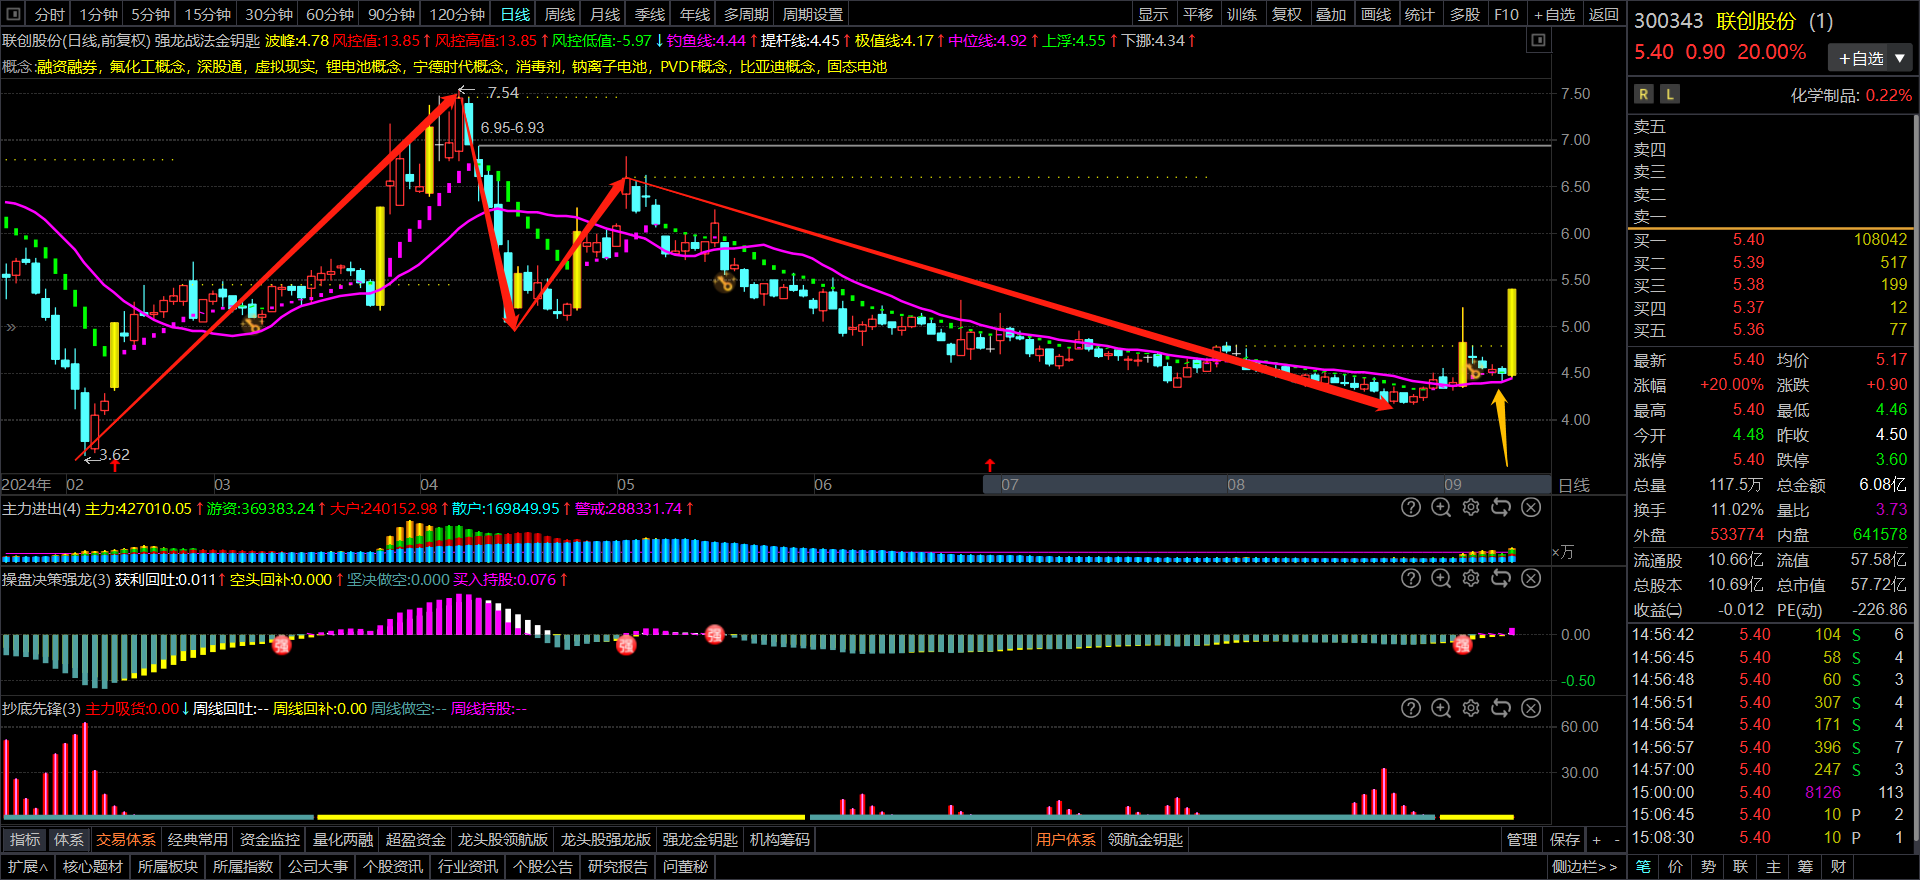 分时 1分钟 5分钟 15分钟 30分钟 60分钟 90分钟 120分钟 日线 周线 月线 季线 年线 多周期 周期设置 显示 平移 训练 复权 叠加 画线 统计 多股 F10 +自选 返回
联创股份(日线,前复权) 强龙战法金钥匙 波峰:4.78 风控值:13.85↑ 风控高值:13.85↑ 风控低值:-5.97↓ 钓鱼线:4.44↑ 提杆线:4.45↑ 极值线:4.17↑ 中位线:4.92↑ 上浮:4.55↑ 下挪:4.34↑
概念:融资融券，氟化工概念，深股通，虚拟现实，锂电池概念，宁德时代概念，消毒剂，钠离子电池，PVDF概念，比亚迪概念，固态电池
←7.54
6.95-6.93
←3.62
7.50
7.00
6.50
6.00
5.50
5.00
4.50
4.00
»
2024年 02 03 04 05 06 07 08 09 日线
主力进出(4) 主力:427010.05↑ 游资:369383.24↑ 大户:240152.98↑ 散户:169849.95↑ 警戒:288331.74↑
×万
操盘决策强龙(3) 获利回吐:0.011↑ 空头回补:0.000↑ 坚决做空:0.000 买入持股:0.076↑
强 强 强 强
0.00
-0.50
抄底先锋(3) 主力吸货:0.00↓ 周线回吐:-- 周线回补:0.00 周线做空:-- 周线持股:--
60.00
30.00
指标 体系 交易体系 经典常用 资金监控 量化两融 超盈资金 龙头股领航版 龙头股强龙版 强龙金钥匙 机构筹码 用户体系 领航金钥匙 管理 保存 + -
扩展∧ 核心题材 所属板块 所属指数 公司大事 个股资讯 行业资讯 个股公告 研究报告 问董秘 侧边栏>>
300343 联创股份 (1)
5.40 0.90 20.00%
+自选 ▼
R L 化学制品: 0.22%
卖五
卖四
卖三
卖二
卖一
买一 5.40 108042
买二 5.39 517
买三 5.38 199
买四 5.37 12
买五 5.36 77
最新 5.40 均价 5.17
涨幅 +20.00% 涨跌 +0.90
最高 5.40 最低 4.46
今开 4.48 昨收 4.50
涨停 5.40 跌停 3.60
总量 117.5万 总金额 6.08亿
换手 11.02% 量比 3.73
外盘 533774 内盘 641578
流通股 10.66亿 流值 57.58亿
总股本 10.69亿 总市值 57.72亿
收益㈡ -0.012 PE(动) -226.86
14:56:42 5.40 104 S 6
14:56:45 5.40 58 S 4
14:56:48 5.40 60 S 3
14:56:51 5.40 307 S 4
14:56:54 5.40 171 S 4
14:56:57 5.40 396 S 7
14:57:00 5.40 247 S 3
15:00:00 5.40 8126 113
15:06:45 5.40 10 P 2
15:08:30 5.40 10 P 1
笔 价 势 联 主 筹 财